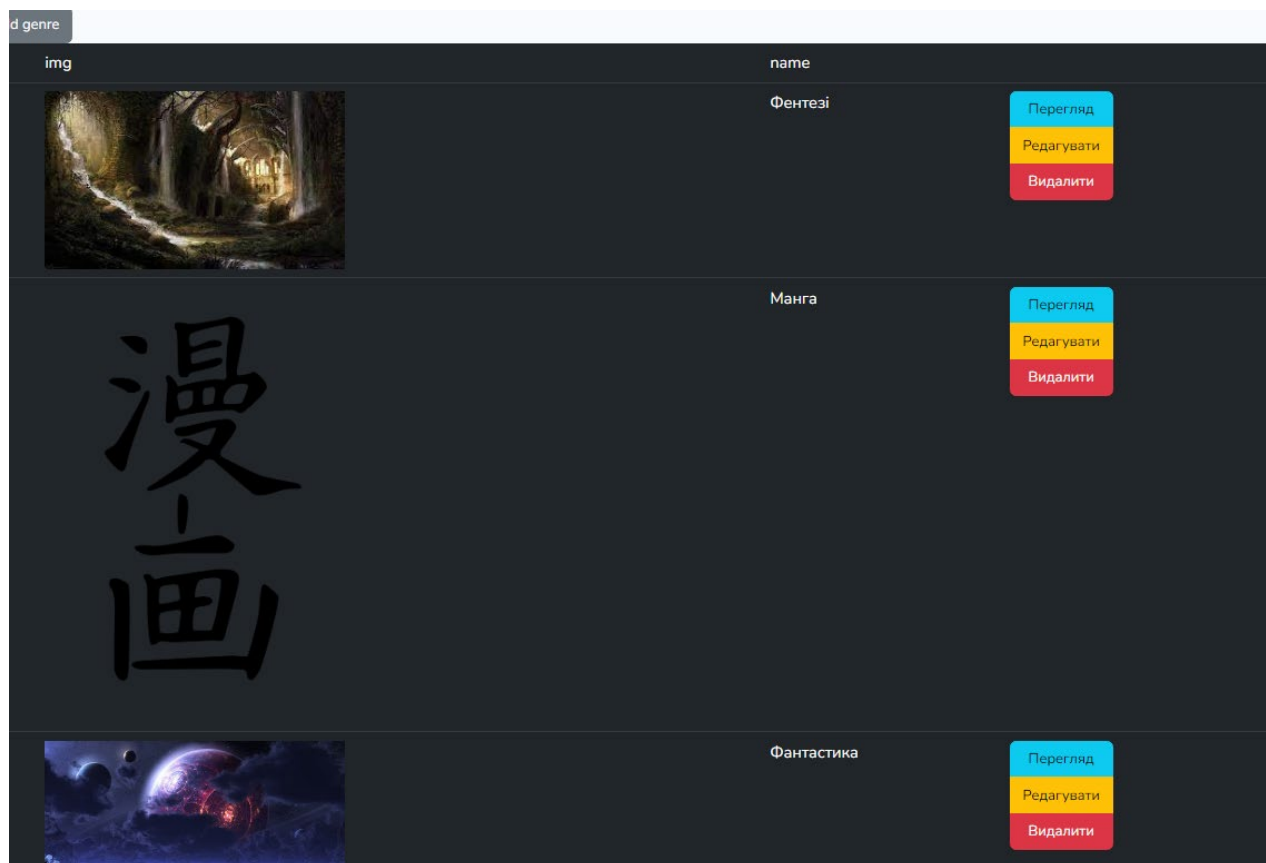 d genre
img name
Фентезі
Перегляд
Редагувати
Видалити
漫画
Манга
Перегляд
Редагувати
Видалити
Фантастика
Перегляд
Редагувати
Видалити